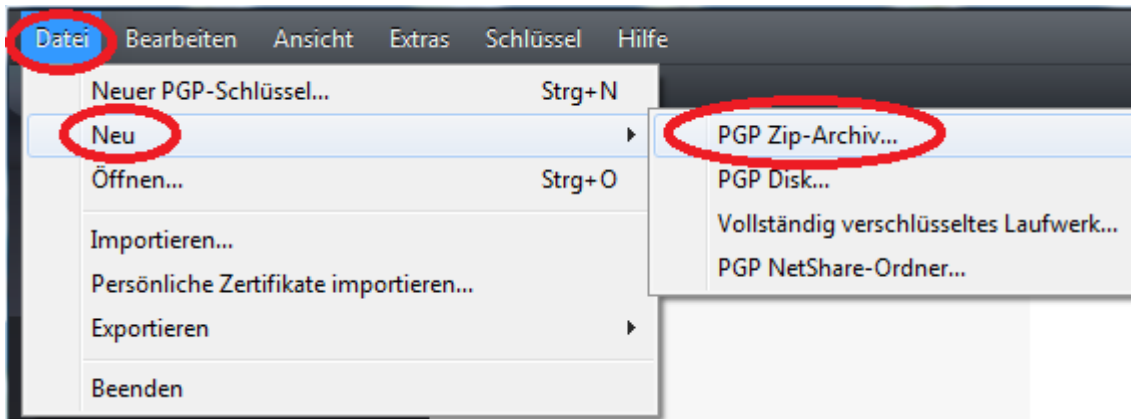 Datei Bearbeiten Ansicht Extras Schlüssel Hilfe
Neuer PGP-Schlüssel... Strg+N
Neu
Öffnen... Strg+O
Importieren...
Persönliche Zertifikate importieren...
Exportieren
Beenden
PGP Zip-Archiv...
PGP Disk...
Vollständig verschlüsseltes Laufwerk...
PGP NetShare-Ordner...